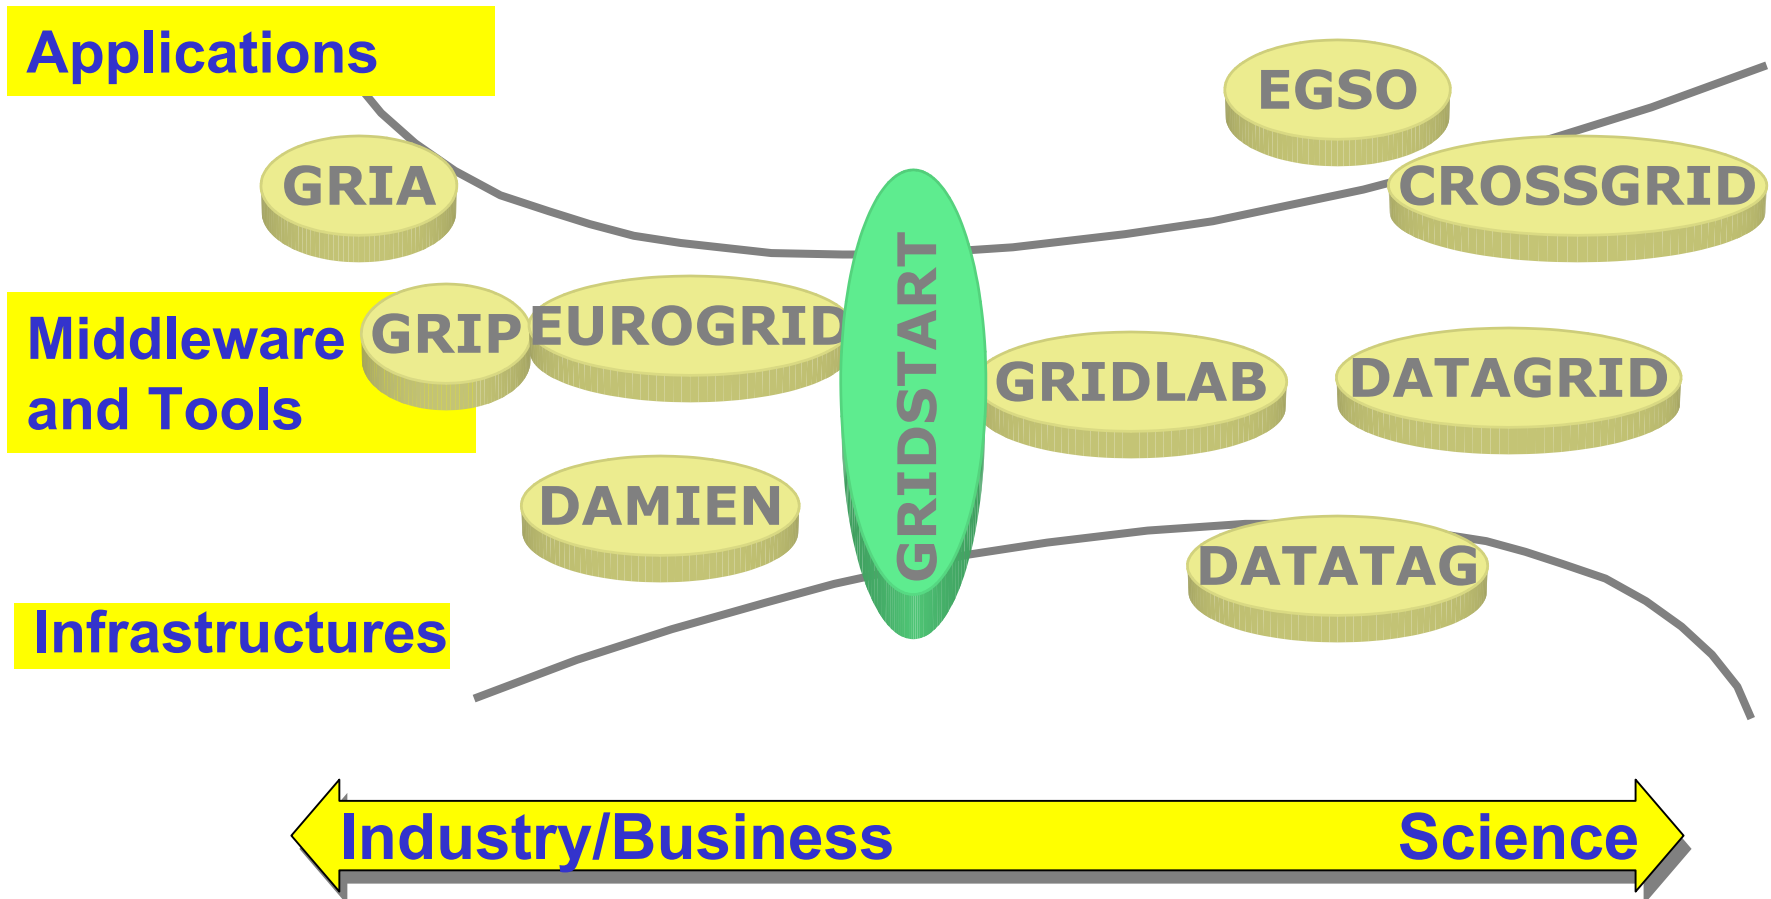 Applications
EGSO
GRIA
CROSSGRID
Middleware
and Tools
GRIP
EUROGRID
GRIDSTART
GRIDLAB
DATAGRID
DAMIEN
DATATAG
Infrastructures
Industry/Business
Science